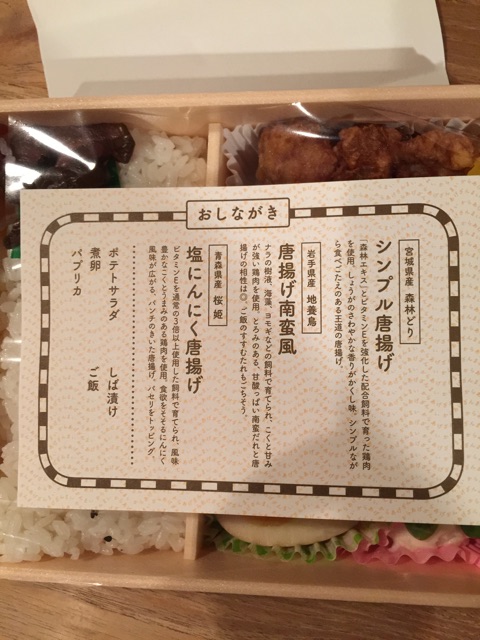 おしながき
宮城県産 森林どり
シンプル唐揚げ
「森林エキス」とビタミンEを強化した配合飼料で育った鶏肉
を使用。しょうがのさわやかな香りがかくし味。シンプルなが
ら食べごたえのある王道の唐揚げ。
岩手県産 地養鳥
唐揚げ南蛮風
ナラの樹液、海藻、ヨモギなどの飼料で育てられ、こくと甘み
が強い鶏肉を使用。とろみのある、甘酸っぱい南蛮だれと唐
揚げの相性は◎。ご飯のすすむたれもごちそう。
青森県産 桜姫
塩にんにく唐揚げ
ビタミンEを通常の3倍以上使用した飼料で育てられ、風味
豊かなこくとうまみのある鶏肉を使用。食欲をそそるにんにく
風味が広がる、パンチのきいた唐揚げ。パセリをトッピング。
ポテトサラダ しば漬け
煮卵 ご飯
パプリカ